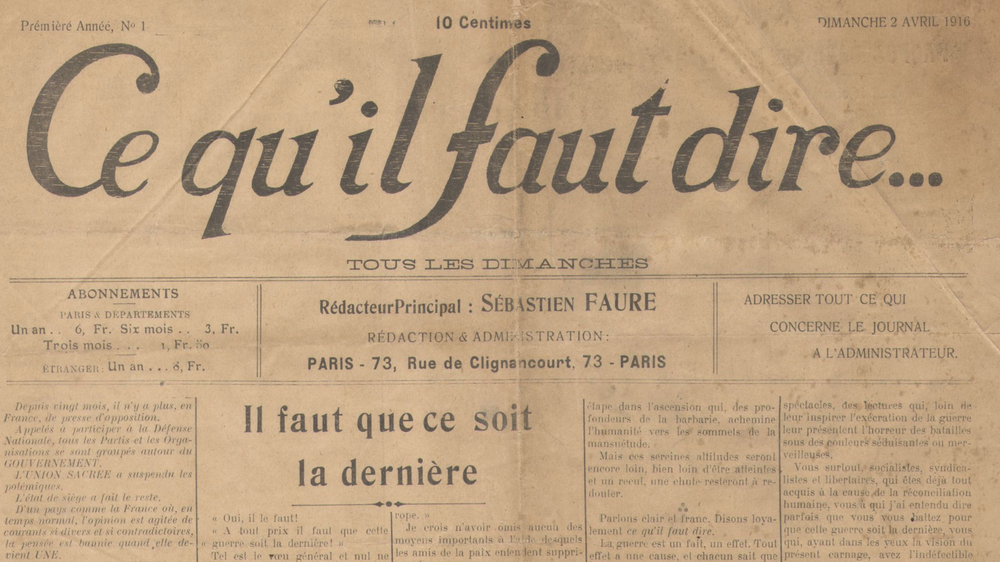 Première Année, No 1
10 Centimes
DIMANCHE 2 AVRIL 1916
Ce qu'il faut dire...
TOUS LES DIMANCHES
ABONNEMENTS
PARIS & DÉPARTEMENTS
Un an . . 6, Fr. Six mois . . 3, Fr.
Trois mois . . . 1, Fr. 50
ÉTRANGER: Un an . . . 8, Fr.
Rédacteur Principal : SÉBASTIEN FAURE
RÉDACTION & ADMINISTRATION:
PARIS - 73, Rue de Clignancourt, 73 - PARIS
ADRESSER TOUT CE QUI
CONCERNE LE JOURNAL
A L'ADMINISTRATEUR.
Depuis vingt mois, il n'y a plus, en
France, de presse d'opposition.
Appelés à participer à la Défense
Nationale, tous les Partis et les Orga-
nisations se sont groupés autour du
GOUVERNEMENT.
L'UNION SACRÉE a suspendu les
polémiques.
L'état de siège a fait le reste.
D'un pays comme la France où, en
temps normal, l'opinion est agitée de
courants si divers et si contradictoires,
la pensée est bannie quand elle de-
vient UNE.
Il faut que ce soit
la dernière
« Oui, il le faut!
« A tout prix il faut que cette
guerre soit la dernière! »
Tel est le vœu général et nul ne
rope. »
Je crois n'avoir omis aucun des
moyens importants à l'aide desquels
les amis de la paix entendent suppri-
étape dans l'ascension qui, des pro-
fondeurs de la barbarie, achemine
l'humanité vers les sommets de la
mansuétude.
Mais ces sereines altitudes seront
encore loin, bien loin d'être atteintes
et un recul, une chute resteront à re-
douter.
Parlons clair et franc. Disons loya-
lement ce qu'il faut dire.
La guerre est un fait, un effet. Tout
effet a une cause, et chacun sait que
spectacles, des lectures qui, loin de
leur inspirer l'exécration de la guerre
leur présentent l'horreur des batailles
sous des couleurs séduisantes ou mer-
veilleuses.
Vous surtout, socialistes, syndica-
listes et libertaires, qui êtes déjà tout
acquis à la cause de la réconciliation
humaine, vous à qui j'ai entendu dire
parfois que vous vous battez pour
que cette guerre soit la dernière, vous
qui, ayant dans les yeux la vision du
présent carnage, avez l'indéfectible